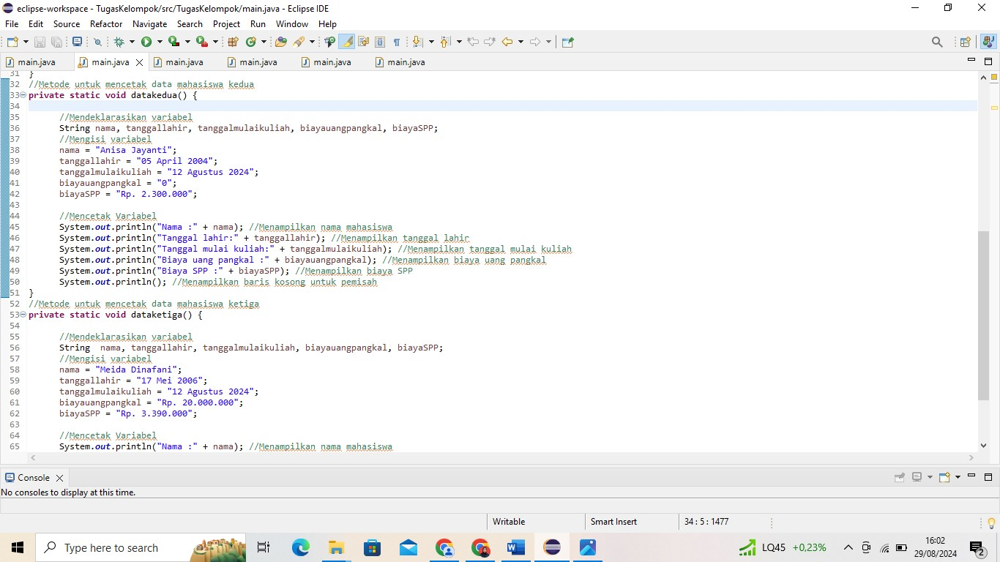 eclipse-workspace - TugasKelompok/src/TugasKelompok/main.java - Eclipse IDE
File Edit Source Refactor Navigate Search Project Run Window Help
main.java main.java main.java main.java main.java main.java
31 }
32 //Metode untuk mencetak data mahasiswa kedua
33 private static void datakedua() {
34
35 //Mendeklarasikan variabel
36 String nama, tanggallahir, tanggalmulaikuliah, biayauangpangkal, biayaSPP;
37 //Mengisi variabel
38 nama = "Anisa Jayanti";
39 tanggallahir = "05 April 2004";
40 tanggalmulaikuliah = "12 Agustus 2024";
41 biayauangpangkal = "0";
42 biayaSPP = "Rp. 2.300.000";
43
44 //Mencetak Variabel
45 System.out.println("Nama :" + nama); //Menampilkan nama mahasiswa
46 System.out.println("Tanggal lahir:" + tanggallahir); //Menampilkan tanggal lahir
47 System.out.println("Tanggal mulai kuliah:" + tanggalmulaikuliah); //Menampilkan tanggal mulai kuliah
48 System.out.println("Biaya uang pangkal :" + biayauangpangkal); //Menampilkan biaya uang pangkal
49 System.out.println("Biaya SPP :" + biayaSPP); //Menampilkan biaya SPP
50 System.out.println(); //Menampilkan baris kosong untuk pemisah
51 }
52 //Metode untuk mencetak data mahasiswa ketiga
53 private static void dataketiga() {
54
55 //Mendeklarasikan variabel
56 String  nama, tanggallahir, tanggalmulaikuliah, biayauangpangkal, biayaSPP;
57 //Mengisi variabel
58 nama = "Meida Dinafani";
59 tanggallahir = "17 Mei 2006";
60 tanggalmulaikuliah = "12 Agustus 2024";
61 biayauangpangkal = "Rp. 20.000.000";
62 biayaSPP = "Rp. 3.390.000";
63
64 //Mencetak Variabel
65 System.out.println("Nama :" + nama); //Menampilkan nama mahasiswa
Console
No consoles to display at this time.
Writable Smart Insert 34 : 5 : 1477
Type here to search
LQ45 +0,23%
16:02
29/08/2024
2